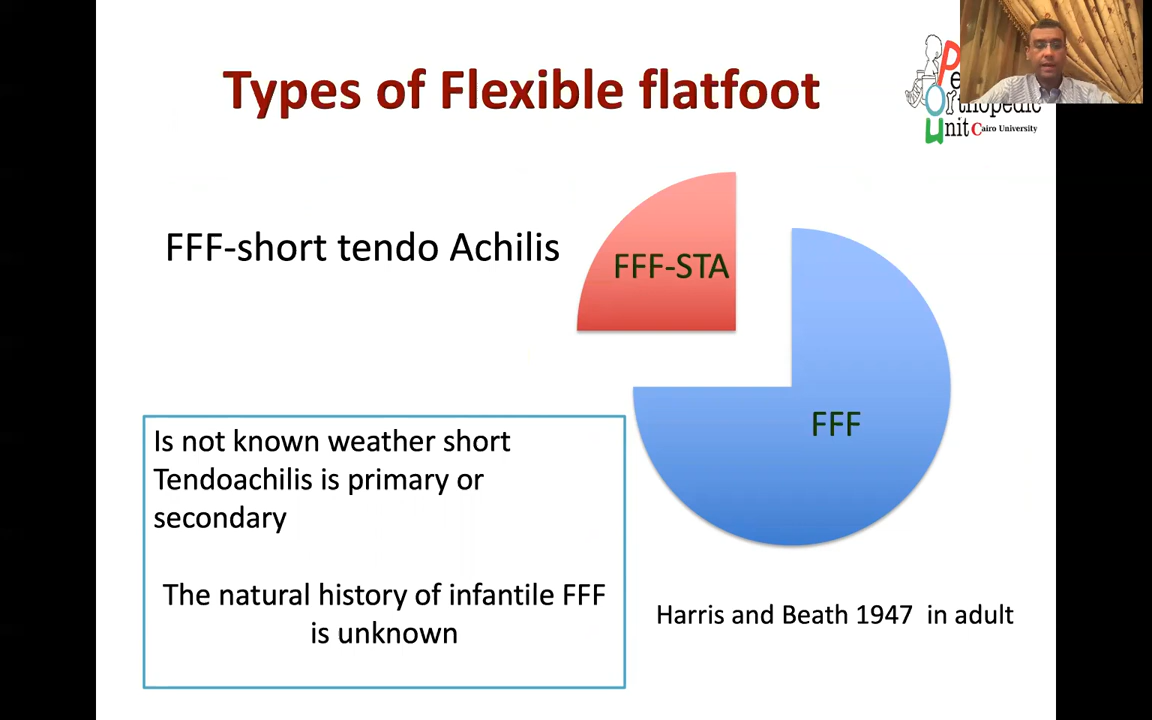 Types of Flexible flatfoot
Orthopedic
Unit Cairo University
FFF-short tendo Achilis
FFF-STA
FFF
Is not known weather short
Tendoachilis is primary or
secondary
The natural history of infantile FFF
is unknown
Harris and Beath 1947 in adult